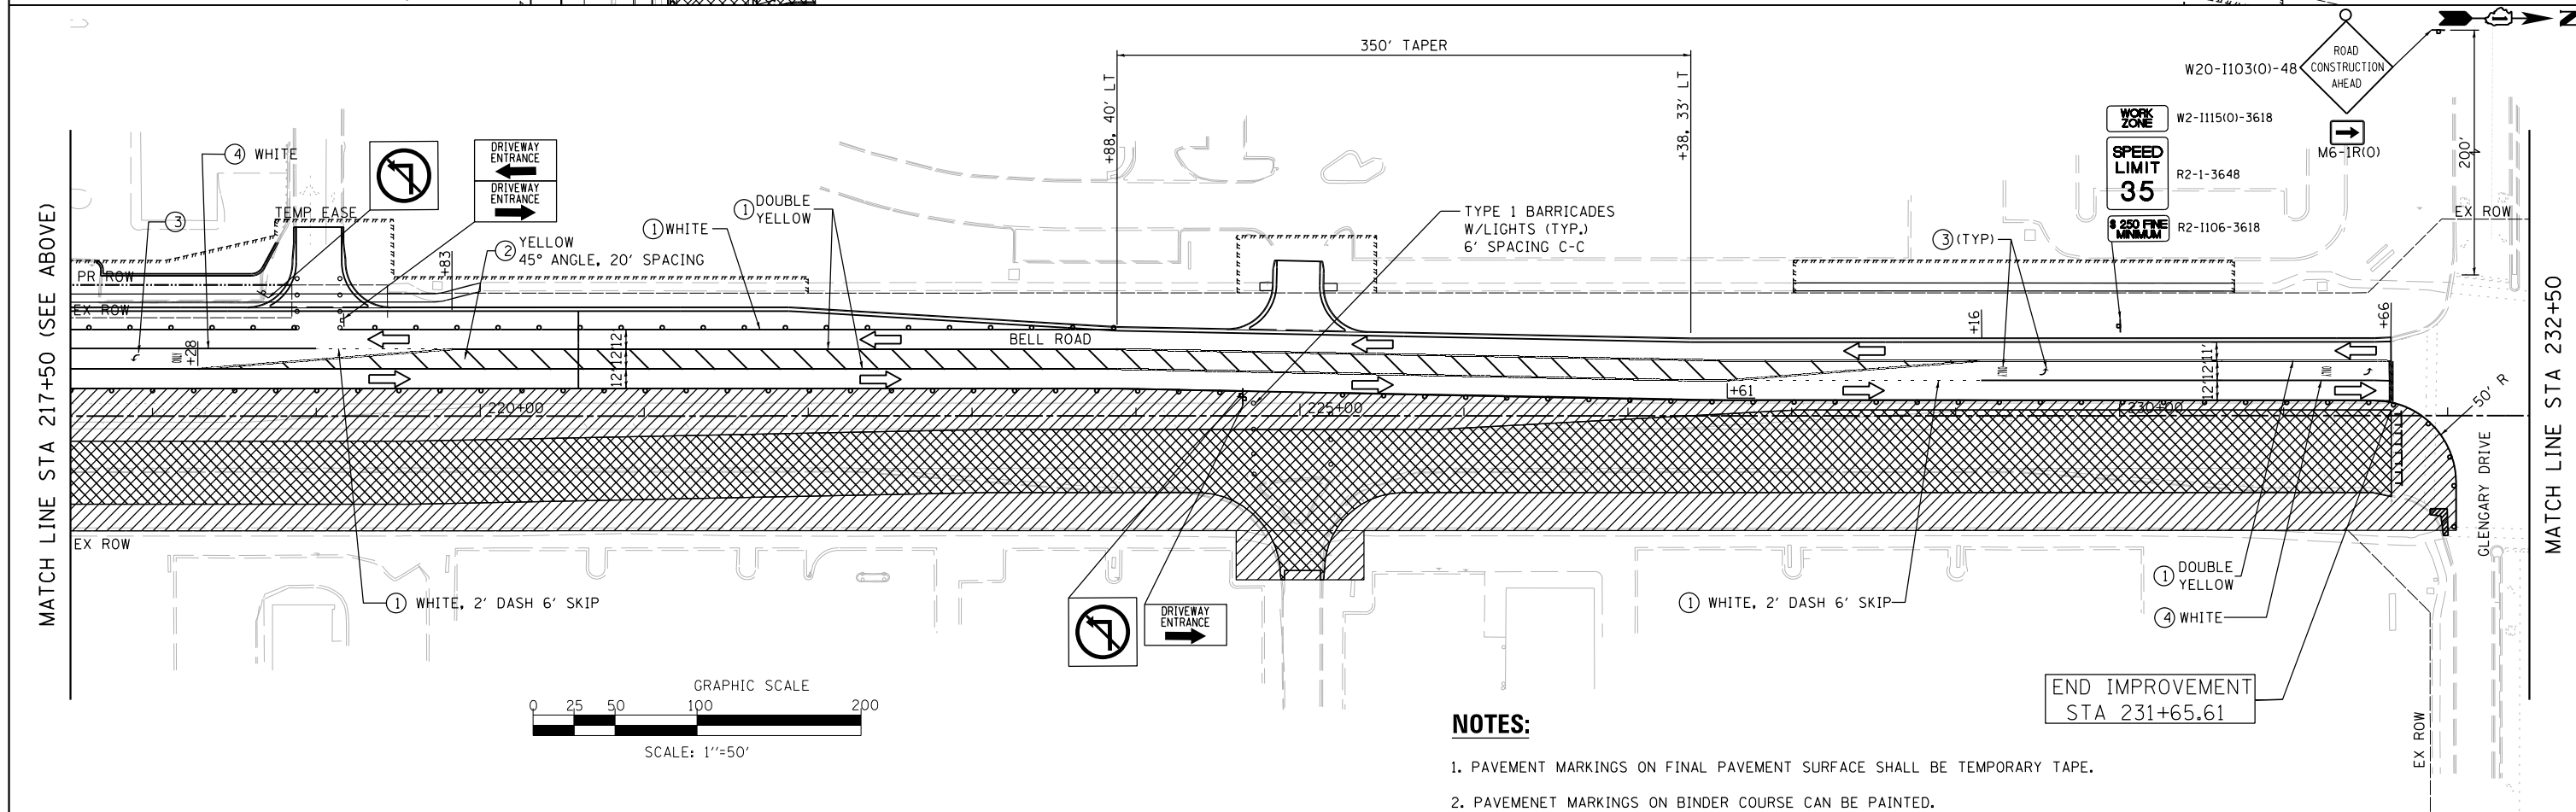 350' TAPER
+88, 40' LT
+38, 33' LT
N
ROAD
CONSTRUCTION
AHEAD
W20-I103(0)-48
M6-1R(0)
WORK
ZONE
W2-I115(0)-3618
SPEED
LIMIT
35
R2-1-3648
$ 250 FINE
MINIMUM
R2-I106-3618
200'
EX ROW
MATCH LINE STA 217+50 (SEE ABOVE)
MATCH LINE STA 232+50
4 WHITE
3
TEMP EASE
DRIVEWAY
ENTRANCE
DRIVEWAY
ENTRANCE
2 YELLOW
45° ANGLE, 20' SPACING
1 WHITE
1 DOUBLE
YELLOW
TYPE 1 BARRICADES
W/LIGHTS (TYP.)
6' SPACING C-C
3 (TYP)
PR ROW
EX ROW
+83
+28
ONLY
12' 12' 12'
BELL ROAD
+16
+66
+61
ONLY
12' 12' 11'
ONLY
220+00
225+00
230+00
50' R
GLENGARY DRIVE
EX ROW
1 WHITE, 2' DASH 6' SKIP
DRIVEWAY
ENTRANCE
1 WHITE, 2' DASH 6' SKIP
1 DOUBLE
YELLOW
4 WHITE
END IMPROVEMENT
STA 231+65.61
EX ROW
GRAPHIC SCALE
0 25 50 100 200
SCALE: 1''=50'
NOTES:
1. PAVEMENT MARKINGS ON FINAL PAVEMENT SURFACE SHALL BE TEMPORARY TAPE.
2. PAVEMENET MARKINGS ON BINDER COURSE CAN BE PAINTED.